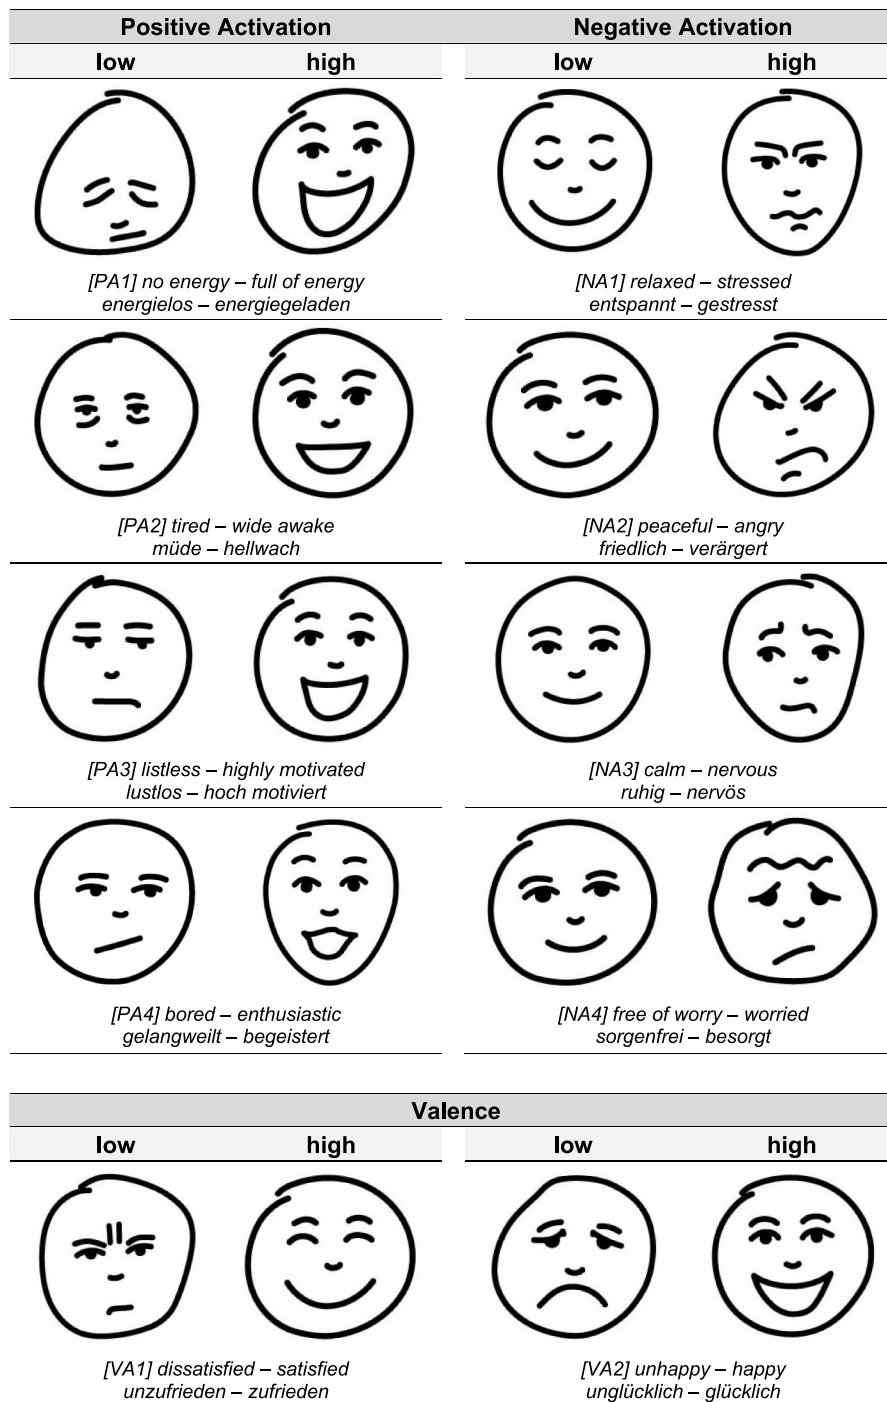 Positive Activation
Negative Activation
low
high
low
high
[PA1] no energy – full of energy
energielos – energiegeladen
[NA1] relaxed – stressed
entspannt – gestresst
[PA2] tired – wide awake
müde – hellwach
[NA2] peaceful – angry
friedlich – verärgert
[PA3] listless – highly motivated
lustlos – hoch motiviert
[NA3] calm – nervous
ruhig – nervös
[PA4] bored – enthusiastic
gelangweilt – begeistert
[NA4] free of worry – worried
sorgenfrei – besorgt
Valence
low
high
low
high
[VA1] dissatisfied – satisfied
unzufrieden – zufrieden
[VA2] unhappy – happy
unglücklich – glücklich